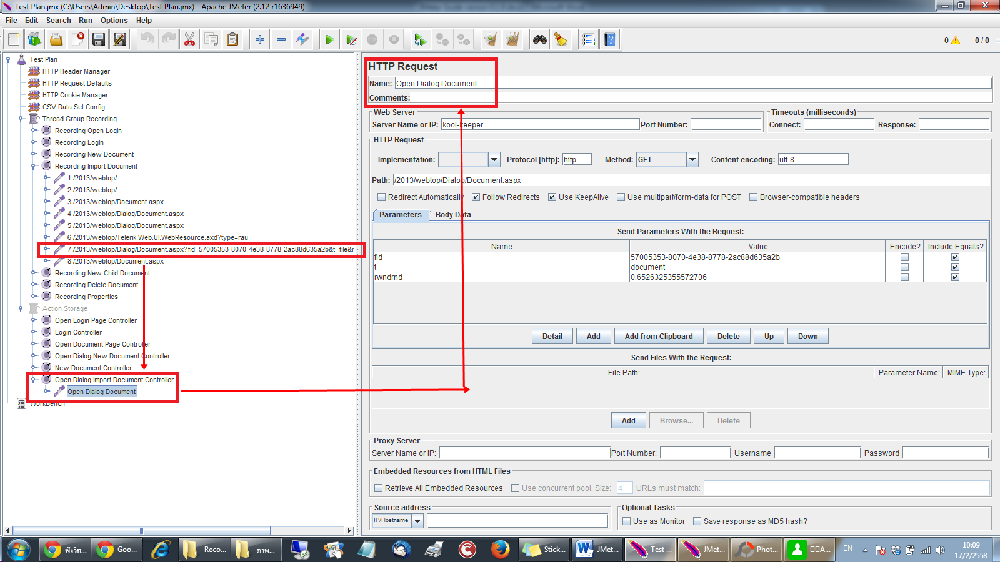 Test Plan.jmx (C:\Users\Admin\Desktop\Test Plan.jmx) - Apache JMeter (2.12 r1636949)
File Edit Search Run Options Help
0 0 / 0
Test Plan
HTTP Header Manager
HTTP Request Defaults
HTTP Cookie Manager
CSV Data Set Config
Thread Group Recording
Recording Open Login
Recording Login
Recording New Document
Recording Import Document
1 /2013/webtop/
2 /2013/webtop/
3 /2013/webtop/Document.aspx
4 /2013/webtop/Dialog/Document.aspx
5 /2013/webtop/Dialog/Document.aspx
6 /2013/webtop/Telerik.Web.UI.WebResource.axd?type=rau
7 /2013/webtop/Dialog/Document.aspx?fid=57005353-8070-4e38-8778-2ac88d635a2b&t=file&r
8 /2013/webtop/Document.aspx
Recording New Child Document
Recording Delete Document
Recording Properties
Action Storage
Open Login Page Controller
Login Controller
Open Document Page Controller
Open Dialog New Document Controller
New Document Controller
Open Dialog import Document Controller
Open Dialog Document
WorkBench
HTTP Request
Name: Open Dialog Document
Comments:
Web Server
Server Name or IP: kool-keeper Port Number:
Timeouts (milliseconds)
Connect: Response:
HTTP Request
Implementation: Protocol [http]: http Method: GET Content encoding: utf-8
Path: /2013/webtop/Dialog/Document.aspx
Redirect Automatically Follow Redirects Use KeepAlive Use multipart/form-data for POST Browser-compatible headers
Parameters Body Data
Send Parameters With the Request:
Name: Value Encode? Include Equals?
fid 57005353-8070-4e38-8778-2ac88d635a2b
t document
rwndrnd 0.6526325355572706
Detail Add Add from Clipboard Delete Up Down
Send Files With the Request:
File Path: Parameter Name: MIME Type:
Add Browse... Delete
Proxy Server
Server Name or IP: Port Number: Username Password
Embedded Resources from HTML Files
Retrieve All Embedded Resources Use concurrent pool. Size: 4 URLs must match:
Source address
IP/Hostname
Optional Tasks
Use as Monitor Save response as MD5 hash?
ฟังวิท... Goo... Reco... ภาพ... Stick... JMet... Test ... JMet... Phot... A... EN 10:09
17/2/2558